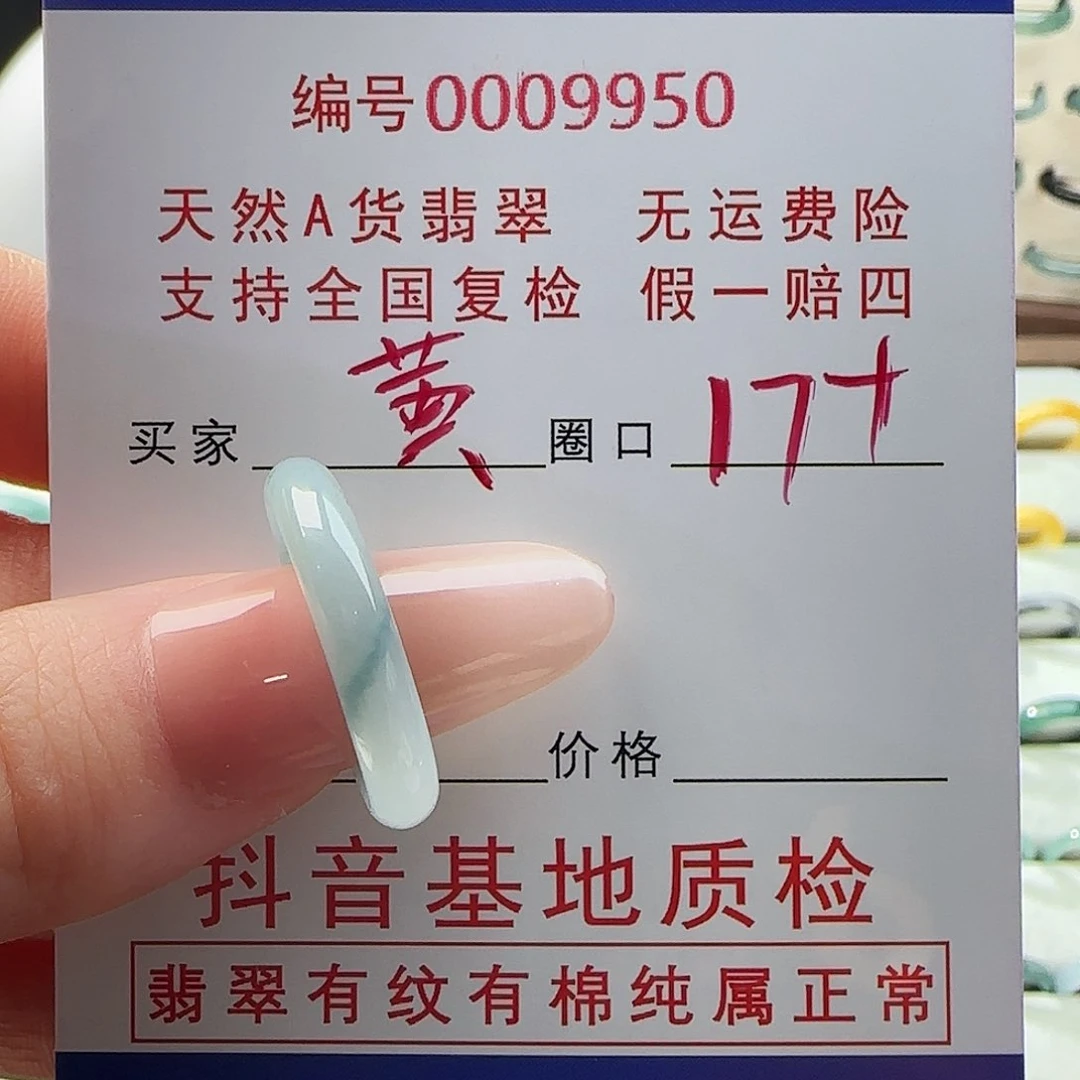 编号0009950
天然A货翡翠 无运费险
支持全国复检 假一赔四
买家 黄 圈口 17+
价格
抖音基地质检
翡翠有纹有棉纯属正常